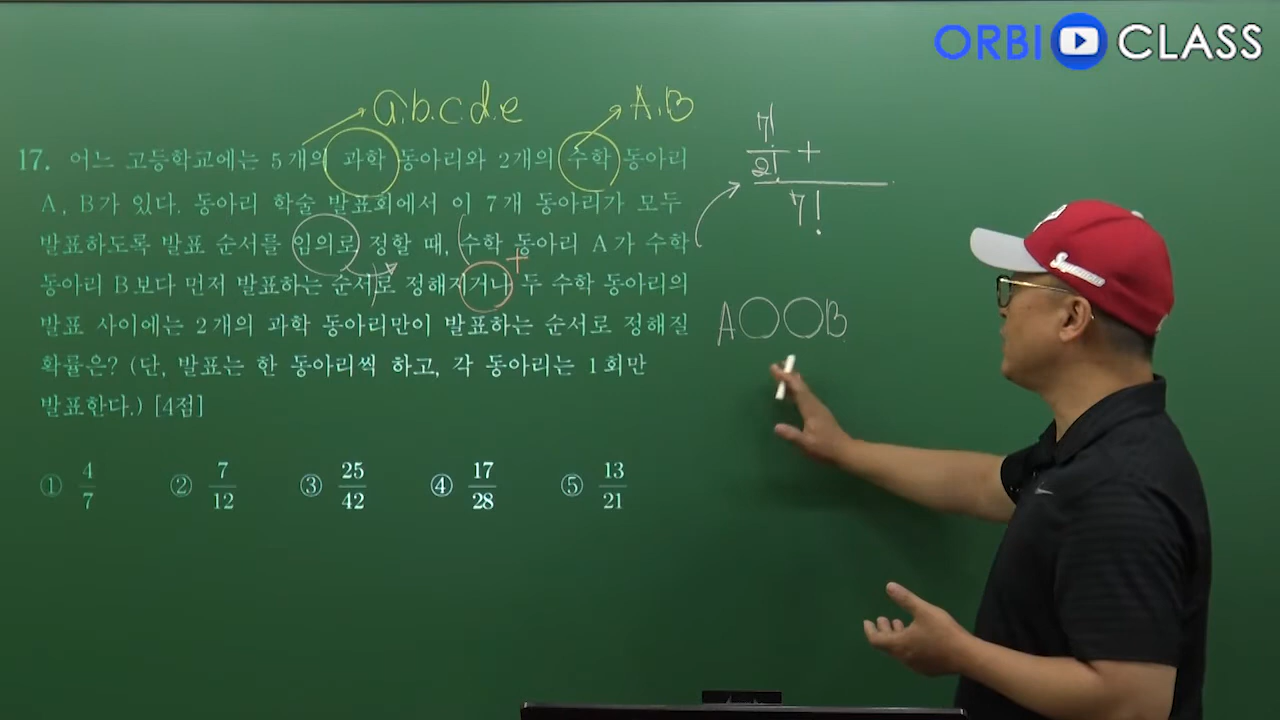 ORBI CLASS
a.b.c.d.e
A.B
17. 어느 고등학교에는 5개의 과학 동아리와 2개의 수학 동아리
A, B가 있다. 동아리 학술 발표회에서 이 7개 동아리가 모두
발표하도록 발표 순서를 임의로 정할 때, 수학 동아리 A가 수학
동아리 B보다 먼저 발표하는 순서로 정해지거나 두 수학 동아리의
발표 사이에는 2개의 과학 동아리만이 발표하는 순서로 정해질
확률은? (단, 발표는 한 동아리씩 하고, 각 동아리는 1회만
발표한다.) [4점]
① 4/7 ② 7/12 ③ 25/42 ④ 17/28 ⑤ 13/21
+
7!
2! +
7!
A○○B